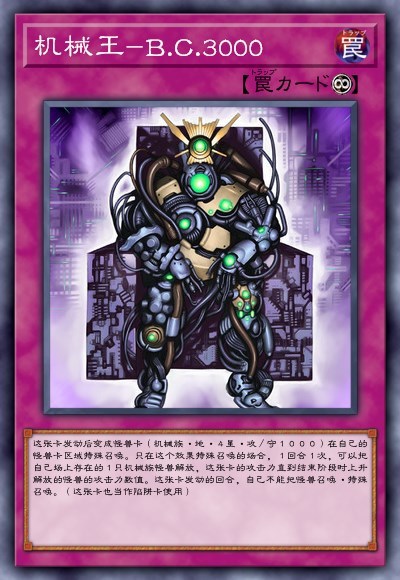 机械王-B.C.3000
トラップ
罠
【罠カード】
トラップ
这张卡发动后变成怪兽卡（机械族·地·4星·攻／守1000）在自己的
怪兽卡区域特殊召唤。只在这个效果特殊召唤的场合，1回合1次，可以把
自己场上存在的1只机械族怪兽解放，这张卡的攻击力直到结束阶段时上升
解放的怪兽的攻击力数值。这张卡发动的回合，自己不能把怪兽召唤·特殊
召唤。（这张卡也当作陷阱卡使用）